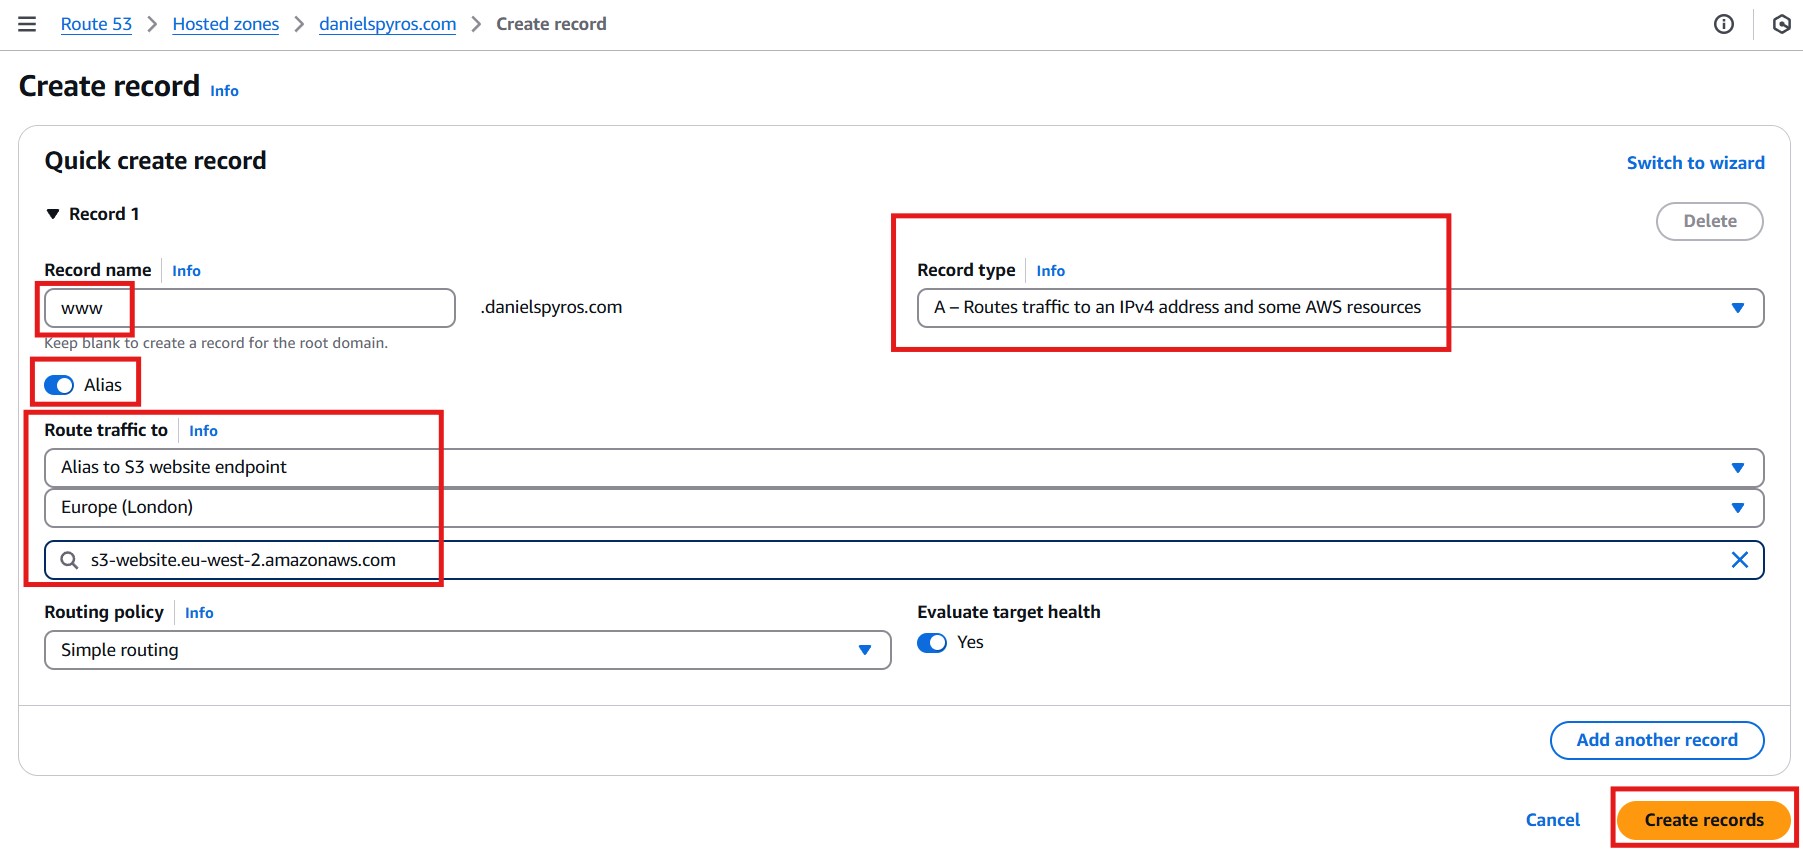 Route 53 > Hosted zones > danielspyros.com > Create record
Create record Info
Quick create record
Switch to wizard
Record 1
Delete
Record name Info
www
.danielspyros.com
Keep blank to create a record for the root domain.
Record type Info
A – Routes traffic to an IPv4 address and some AWS resources
Alias
Route traffic to Info
Alias to S3 website endpoint
Europe (London)
s3-website.eu-west-2.amazonaws.com
Routing policy Info
Simple routing
Evaluate target health
Yes
Add another record
Cancel
Create records